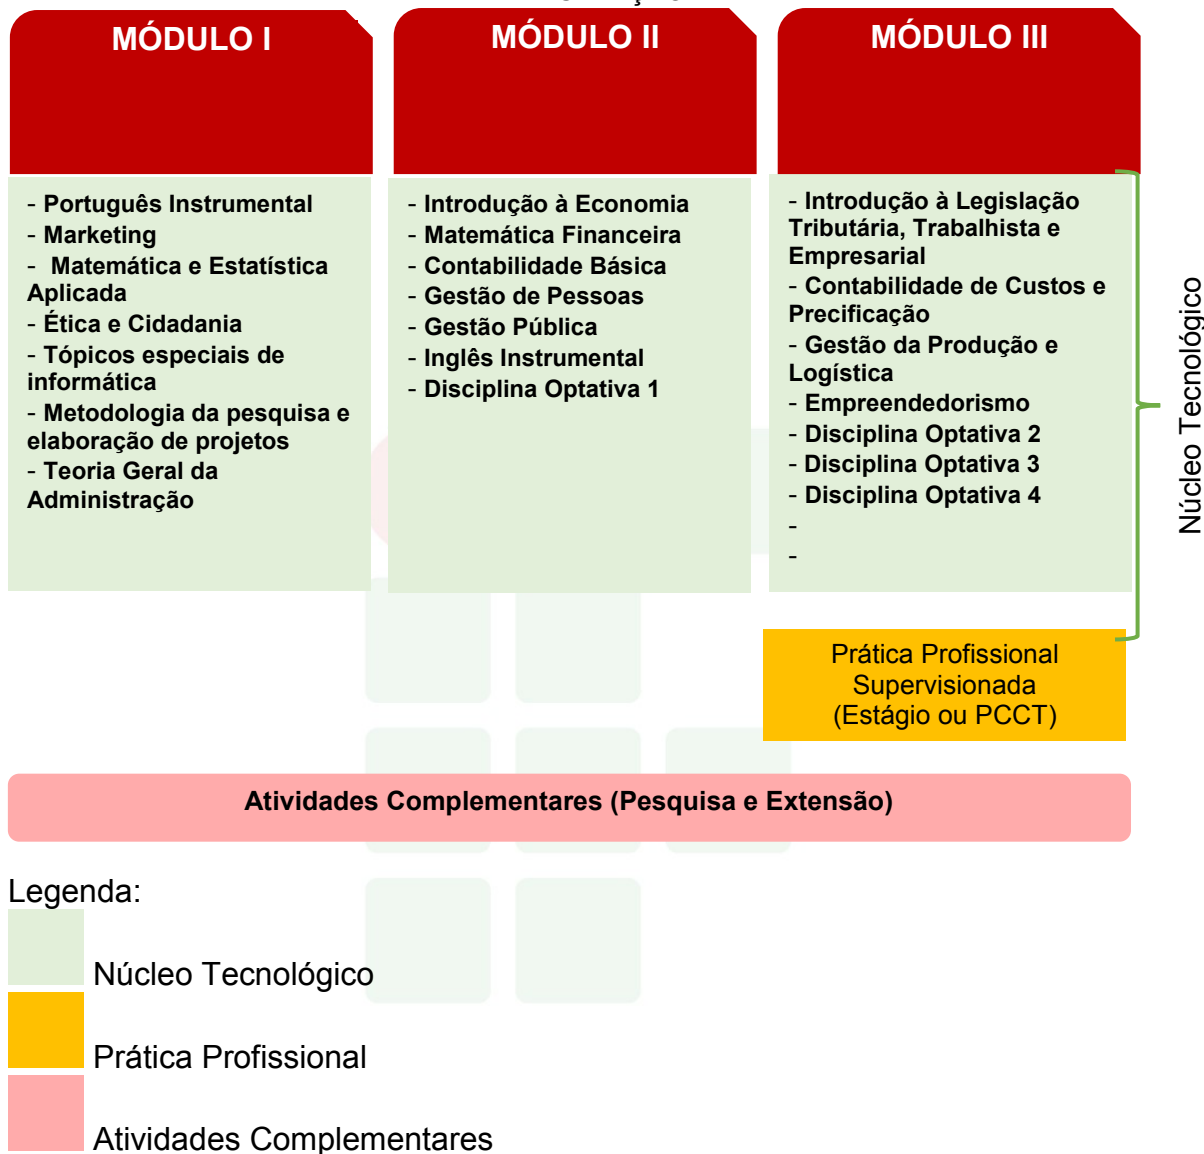 MÓDULO I
- Português Instrumental
- Marketing
- Matemática e Estatística
Aplicada
- Ética e Cidadania
- Tópicos especiais de
informática
- Metodologia da pesquisa e
elaboração de projetos
- Teoria Geral da
Administração
MÓDULO II
- Introdução à Economia
- Matemática Financeira
- Contabilidade Básica
- Gestão de Pessoas
- Gestão Pública
- Inglês Instrumental
- Disciplina Optativa 1
MÓDULO III
- Introdução à Legislação
Tributária, Trabalhista e
Empresarial
- Contabilidade de Custos e
Precificação
- Gestão da Produção e
Logística
- Empreendedorismo
- Disciplina Optativa 2
- Disciplina Optativa 3
- Disciplina Optativa 4
-
-
Núcleo Tecnológico
Prática Profissional
Supervisionada
(Estágio ou PCCT)
Atividades Complementares (Pesquisa e Extensão)
Legenda:
Núcleo Tecnológico
Prática Profissional
Atividades Complementares